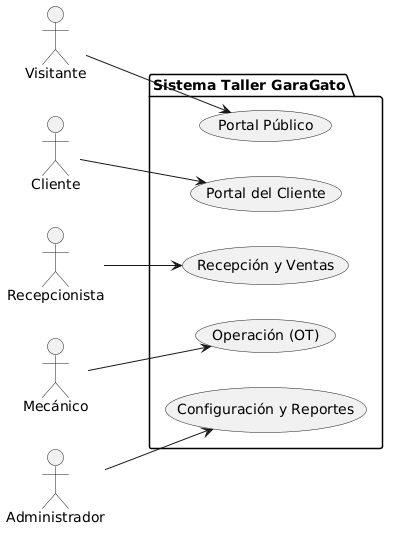 Visitante
Sistema Taller GaraGato
Portal Público
Cliente
Portal del Cliente
Recepcionista
Recepción y Ventas
Mecánico
Operación (OT)
Administrador
Configuración y Reportes